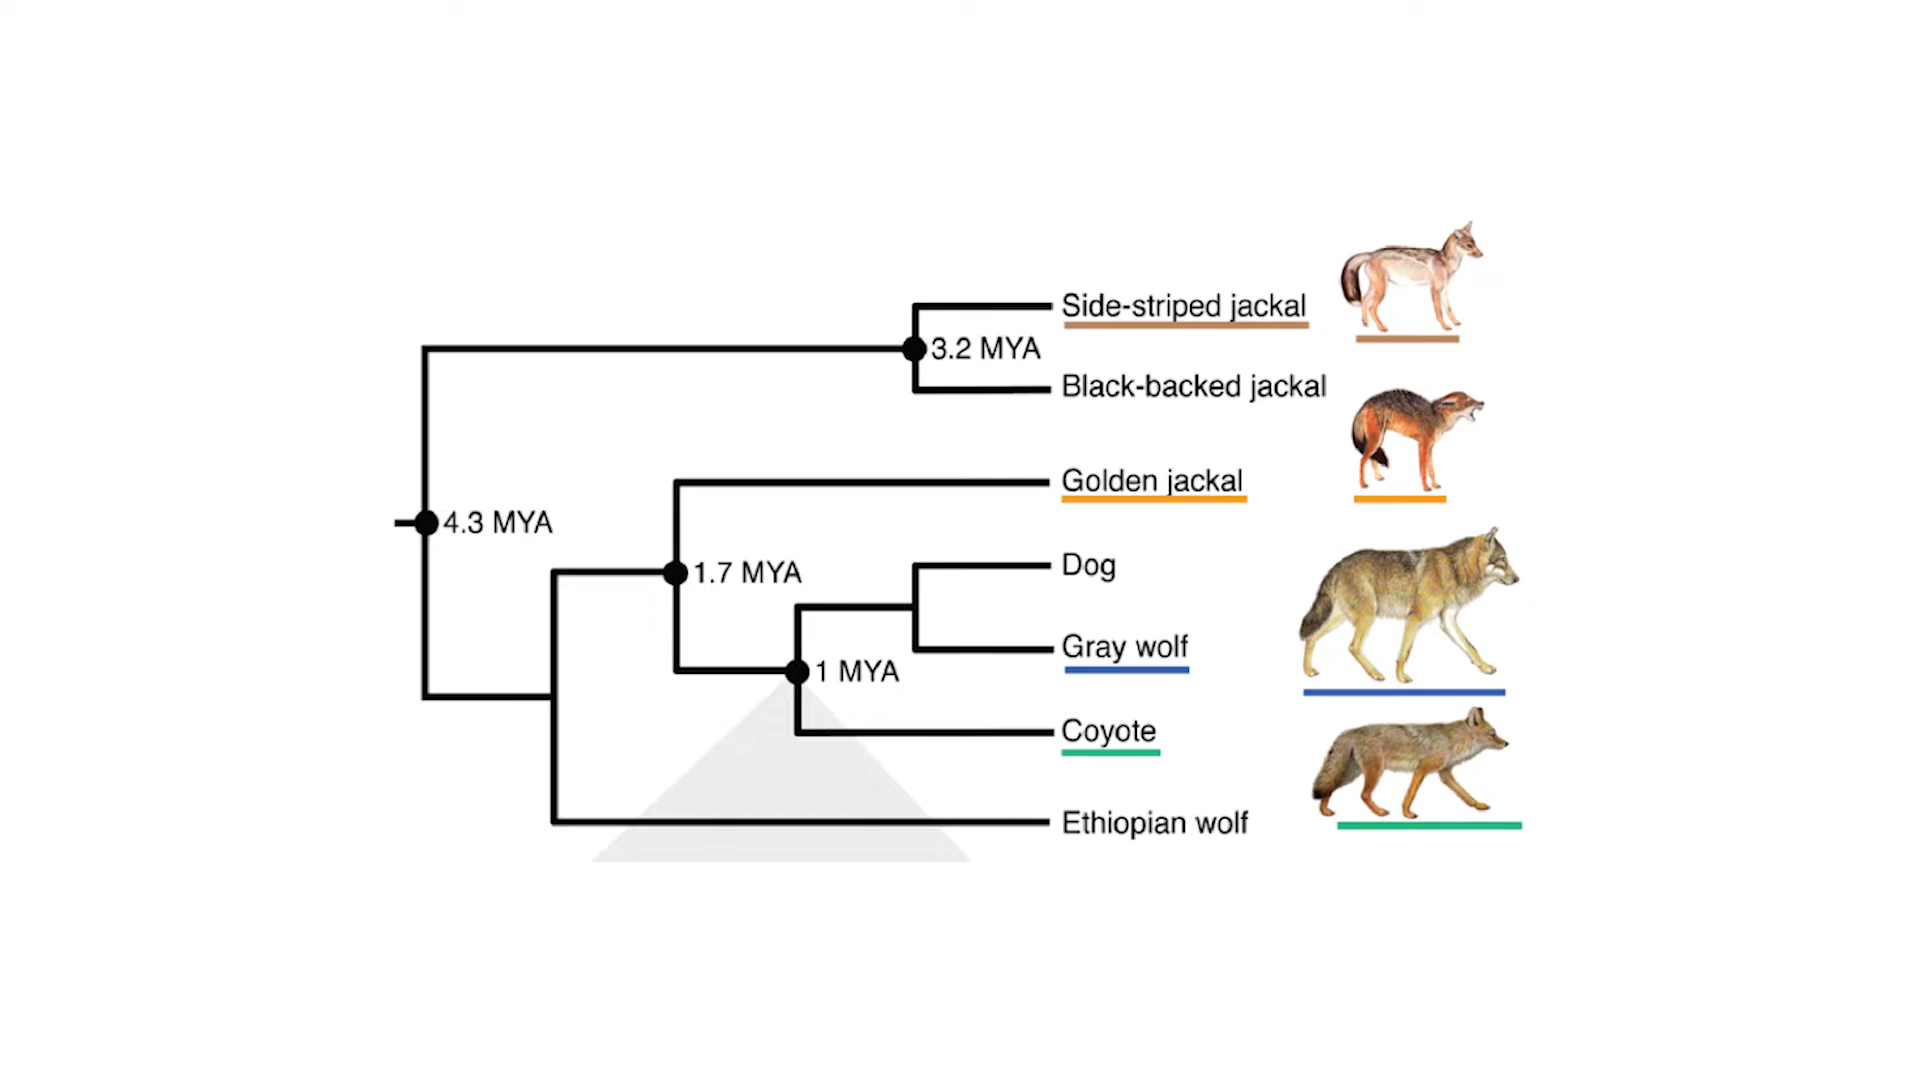 Side-striped jackal
3.2 MYA
Black-backed jackal
Golden jackal
4.3 MYA
Dog
1.7 MYA
Gray wolf
1 MYA
Coyote
Ethiopian wolf